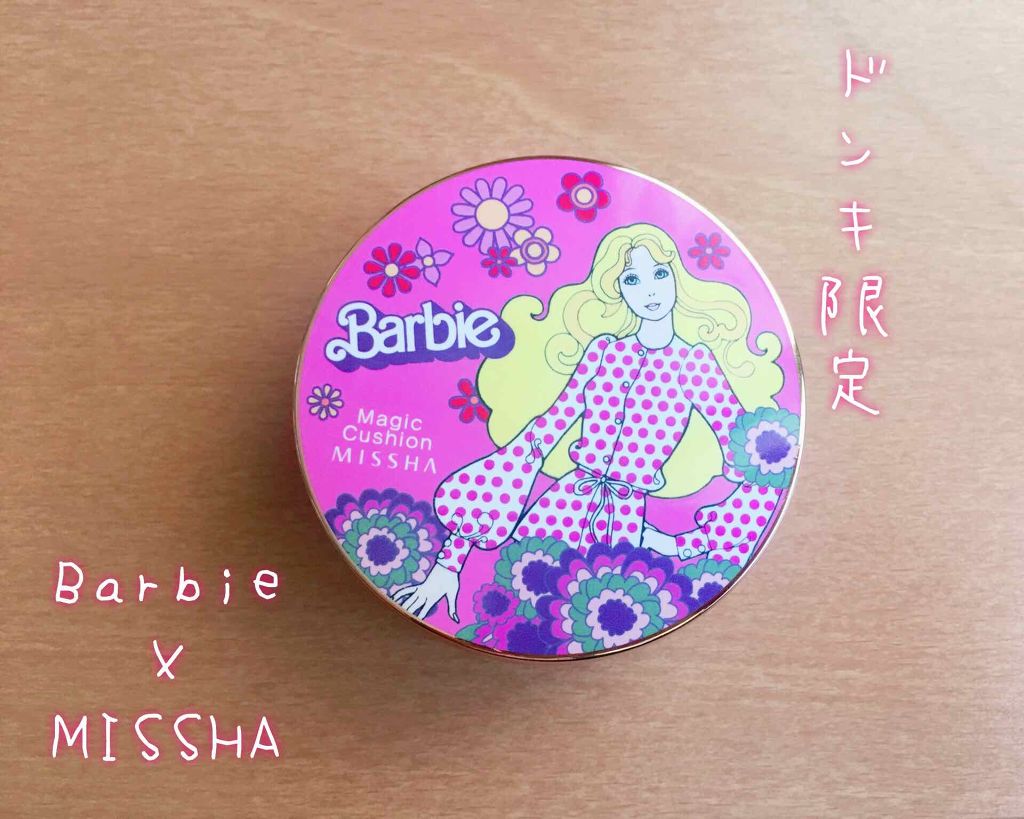 ドンキ限定
Barbie
Magic
Cushion
MISSHA
Barbie
×
MISSHA